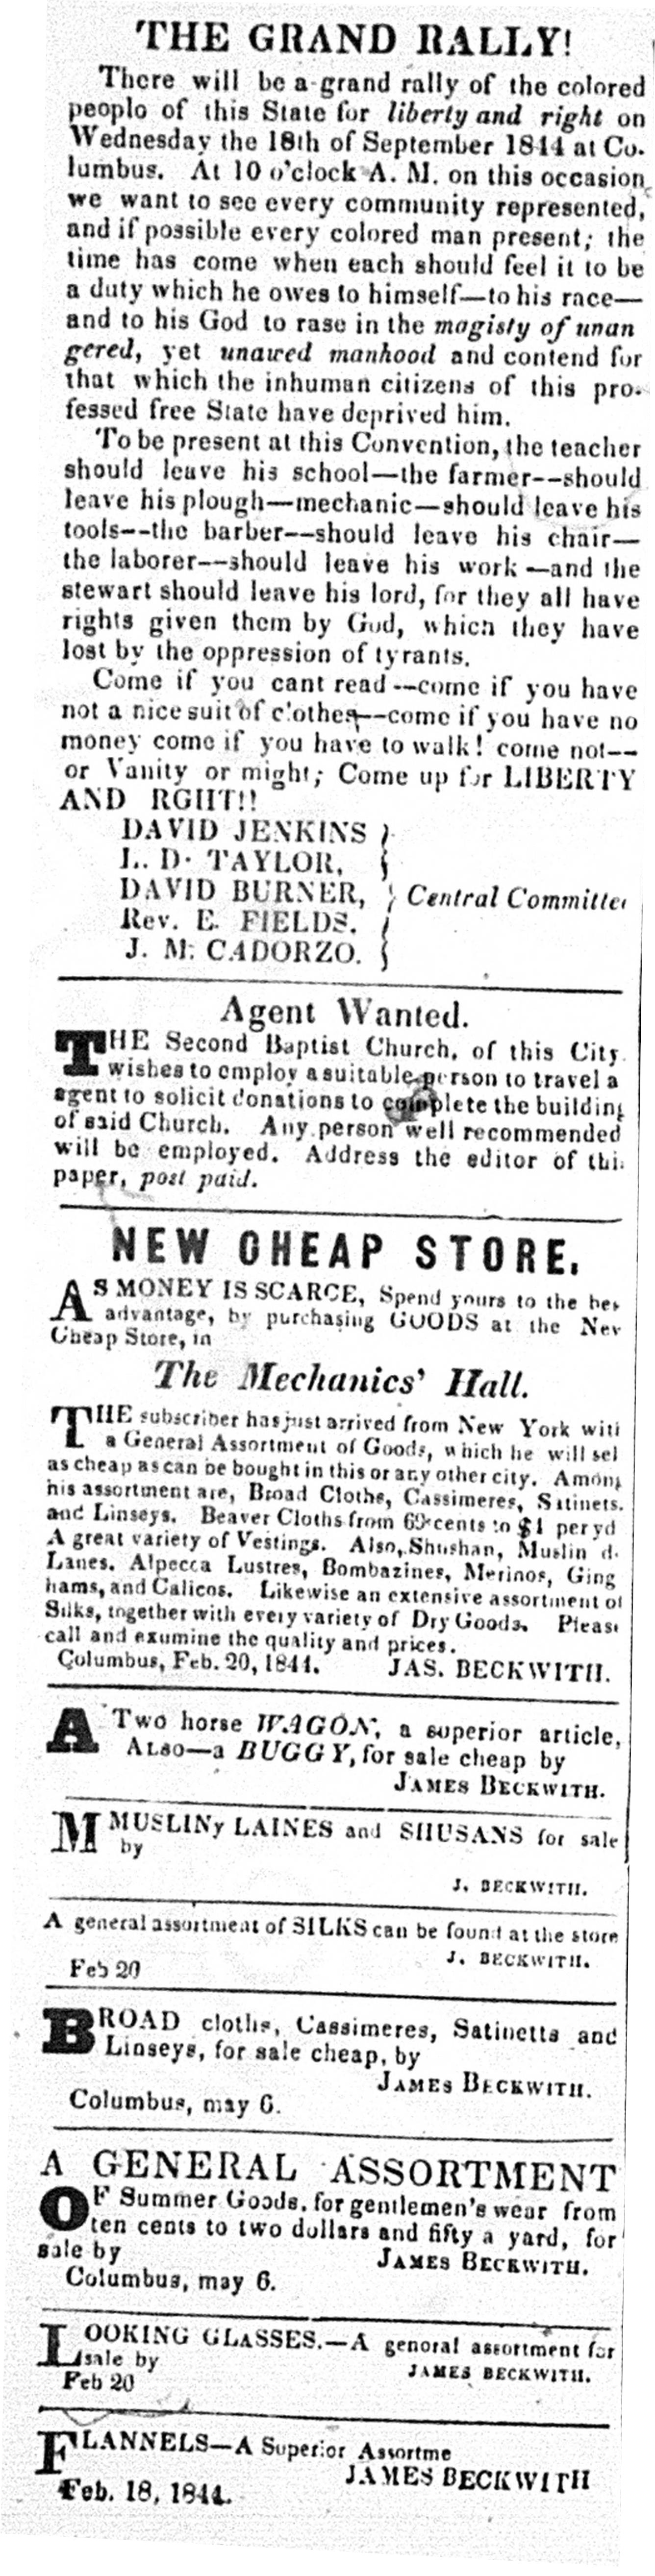 THE GRAND RALLY!
There will be a grand rally of the colored
peoplo of this State for liberty and right on
Wednesday the 18th of September 1844 at Co-
lumbus. At 10 o'clock A. M. on this occasion
we want to see every community represented,
and if possible every colored man present; the
time has come when each should feel it to be
a duty which he owes to himself—to his race—
and to his God to rase in the magisty of unan
gered, yet unawed manhood and contend for
that which the inhuman citizens of this pro-
fessed free State have deprived him.
To be present at this Convention, the teacher
should leave his school—the farmer--should
leave his plough—mechanic—should leave his
tools--the barber--should leave his chair—
the laborer--should leave his work—and the
stewart should leave his lord, for they all have
rights given them by God, which they have
lost by the oppression of tyrants.
Come if you cant read--come if you have
not a nice suit of clothes--come if you have no
money come if you have to walk! come not--
or Vanity or might; Come up for LIBERTY
AND RGIIT!!
DAVID JENKINS
L. D. TAYLOR,
DAVID BURNER, Central Committee
Rev. E. FIELDS.
J. M. CADORZO.
Agent Wanted.
THE Second Baptist Church, of this City
wishes to employ a suitable person to travel a
agent to solicit donations to complete the building
of said Church. Any person well recommended
will be employed. Address the editor of thi.
paper, post paid.
NEW CHEAP STORE.
AS MONEY IS SCARCE, Spend yours to the bes
advantage, by purchasing GOODS at the New
Cheap Store, in
The Mechanics' Hall.
THE subscriber has just arrived from New York witi
a General Assortment of Goods, which he will sel
as cheap as can be bought in this or any other city. Among
his assortment are, Broad Cloths, Cassimeres, Satinets.
and Linseys. Beaver Cloths from 69 cents to $1 per yd
A great variety of Vestings. Also, Shushan, Muslin d.
Lanes. Alpecca Lustres, Bombazines, Merinos, Ging
hams, and Calicos. Likewise an extensive assortment of
Silks, together with every variety of Dry Goods. Pleas
call and examine the quality and prices.
Columbus, Feb. 20, 1844. JAS. BECKWITH.
A Two horse WAGON, a superior article,
ALSO—a BUGGY, for sale cheap by
JAMES BECKWITH.
MMUSLINy LAINES and SHUSANS for sale
by
J. BECKWITH.
A general assortment of SILKS can be found at the store
J. BECKWITH.
Feb 20
BROAD cloths, Cassimeres, Satinetts and
Linseys, for sale cheap, by
JAMES BECKWITH.
Columbus, may 6.
A GENERAL ASSORTMENT
OF Summer Goods, for gentlemen's wear from
ten cents to two dollars and fifty a yard, for
sale by JAMES BECKWITH.
Columbus, may 6.
LOOKING GLASSES.—A general assortment for
sale by JAMES BECKWITH.
Feb 20
FLANNELS—A Superior Assortme
JAMES BECKWITH
Feb. 18, 1844.